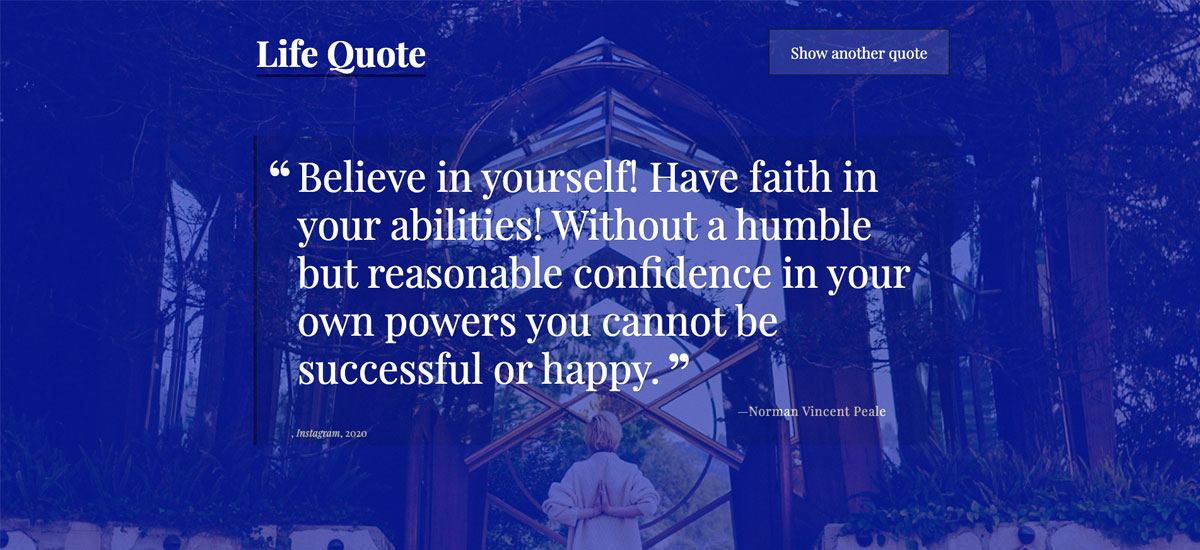 Life Quote
Show another quote
“ Believe in yourself! Have faith in
your abilities! Without a humble
but reasonable confidence in your
own powers you cannot be
successful or happy. ”
—Norman Vincent Peale
, Instagram, 2020